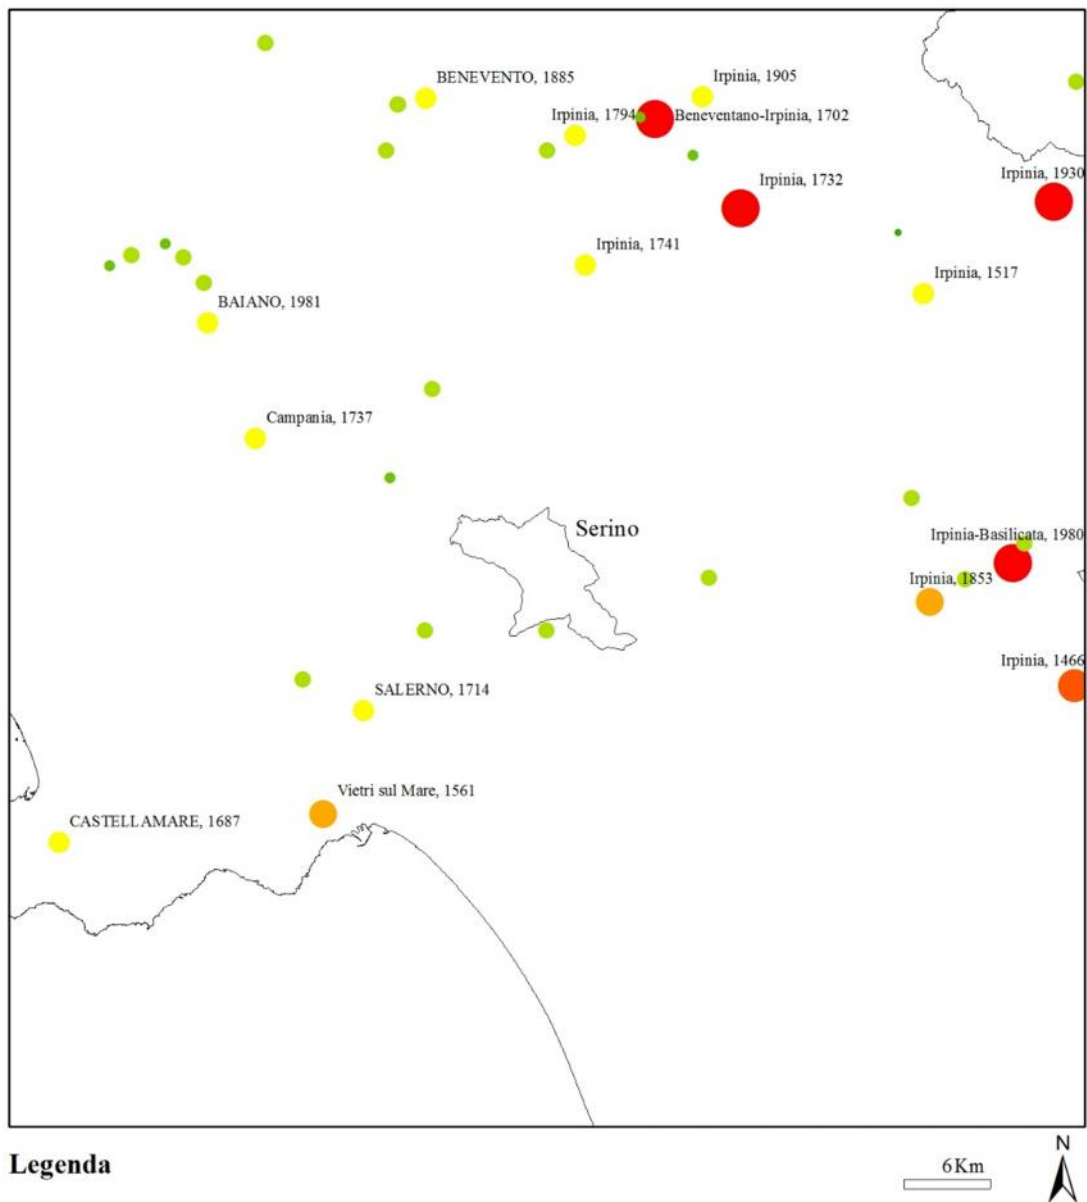 BENEVENTO, 1885
Irpinia, 1905
Irpinia, 1794
Beneventano-Irpinia, 1702
Irpinia, 1732
Irpinia, 1930
Irpinia, 1741
Irpinia, 1517
BAIANO, 1981
Campania, 1737
Serino
Irpinia-Basilicata, 1980
Irpinia, 1853
Irpinia, 1466
SALERNO, 1714
Vietri sul Mare, 1561
CASTELLAMARE, 1687
Legenda
6Km
N